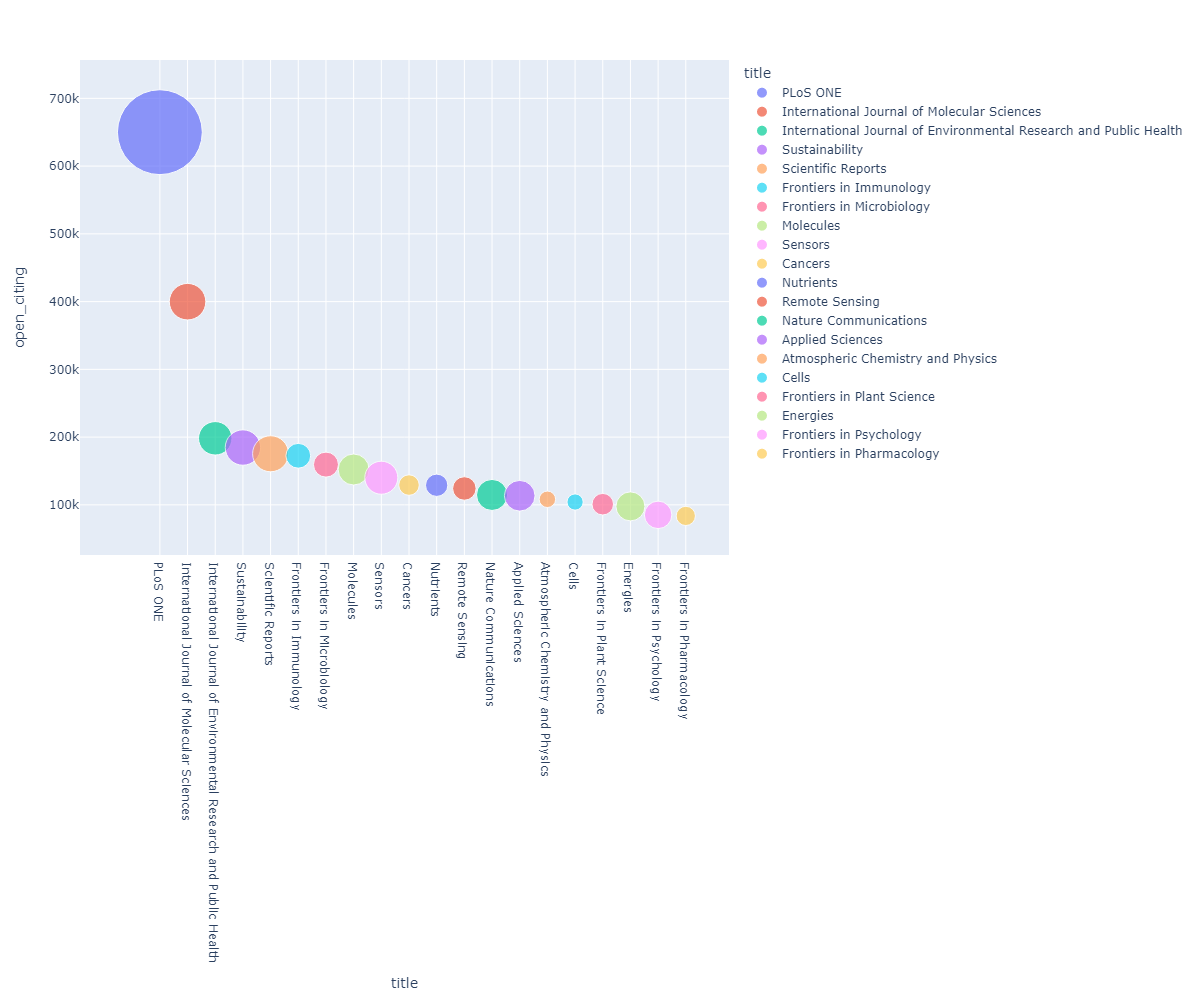 title
PLoS ONE
International Journal of Molecular Sciences
International Journal of Environmental Research and Public Health
Sustainability
Scientific Reports
Frontiers in Immunology
Frontiers in Microbiology
Molecules
Sensors
Cancers
Nutrients
Remote Sensing
Nature Communications
Applied Sciences
Atmospheric Chemistry and Physics
Cells
Frontiers in Plant Science
Energies
Frontiers in Psychology
Frontiers in Pharmacology
700k
600k
500k
400k
300k
200k
100k
open_citing
PLoS ONE
International Journal of Molecular Sciences
International Journal of Environmental Research and Public Health
Sustainability
Scientific Reports
Frontiers in Immunology
Frontiers in Microbiology
Molecules
Sensors
Cancers
Nutrients
Remote Sensing
Nature Communications
Applied Sciences
Atmospheric Chemistry and Physics
Cells
Frontiers in Plant Science
Energies
Frontiers in Psychology
Frontiers in Pharmacology
title